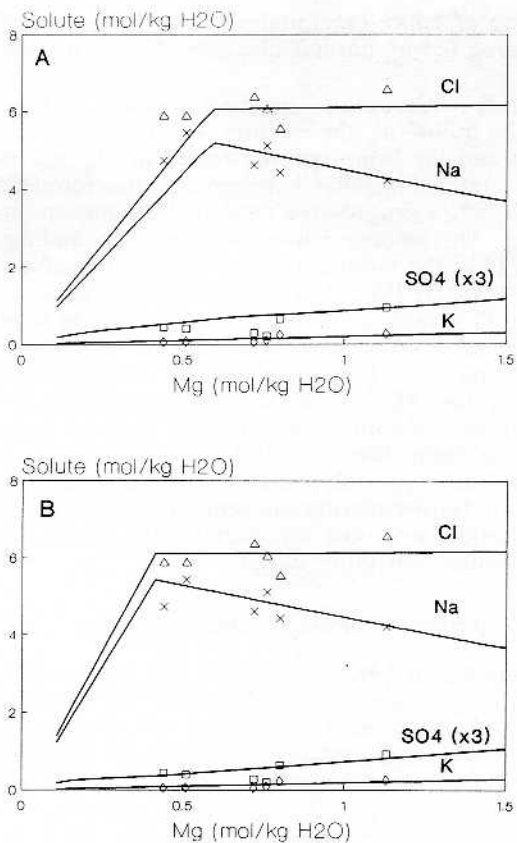 Solute (mol/kg H2O)
8
A
Cl
6
Na
4
2
SO4 (x3)
K
0
0 0.5 1 1.5
Mg (mol/kg H2O)
Solute (mol/kg H2O)
8
B
Cl
6
Na
4
2
SO4 (x3)
K
0
0 0.5 1 1.5
Mg (mol/kg H2O)